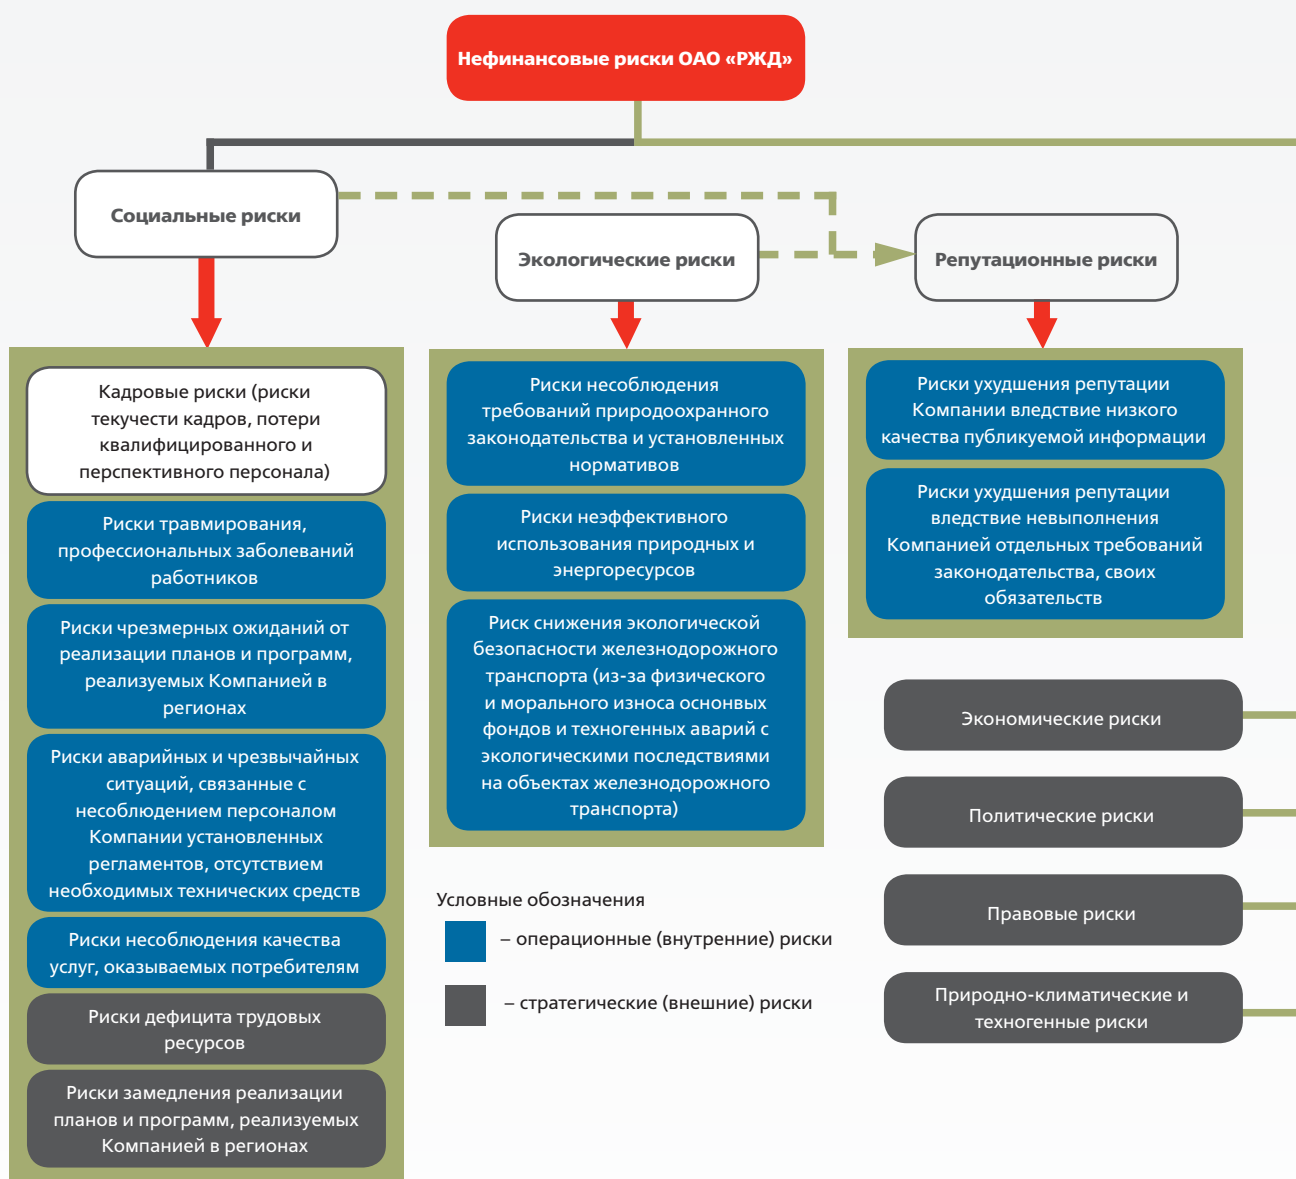 Нефинансовые риски ОАО «РЖД»
Социальные риски
Экологические риски
Репутационные риски
Кадровые риски (риски
текучести кадров, потери
квалифицированного и
перспективного персонала)
Риски травмирования,
профессиональных заболеваний
работников
Риски чрезмерных ожиданий от
реализации планов и программ,
реализуемых Компанией в
регионах
Риски аварийных и чрезвычайных
ситуаций, связанные с
несоблюдением персоналом
Компании установленных
регламентов, отсутствием
необходимых технических средств
Риски несоблюдения качества
услуг, оказываемых потребителям
Риски дефицита трудовых
ресурсов
Риски замедления реализации
планов и программ, реализуемых
Компанией в регионах
Риски несоблюдения
требований природоохранного
законодательства и установленных
нормативов
Риски неэффективного
использования природных и
энергоресурсов
Риск снижения экологической
безопасности железнодорожного
транспорта (из-за физического
и морального износа основных
фондов и техногенных аварий с
экологическими последствиями
на объектах железнодорожного
транспорта)
Риски ухудшения репутации
Компании вледствие низкого
качества публикуемой информации
Риски ухудшения репутации
вледствие невыполнения
Компанией отдельных требований
законодательства, своих
обязательств
Экономические риски
Политические риски
Правовые риски
Природно-климатические и
техногенные риски
Условные обозначения
– операционные (внутренние) риски
– стратегические (внешние) риски